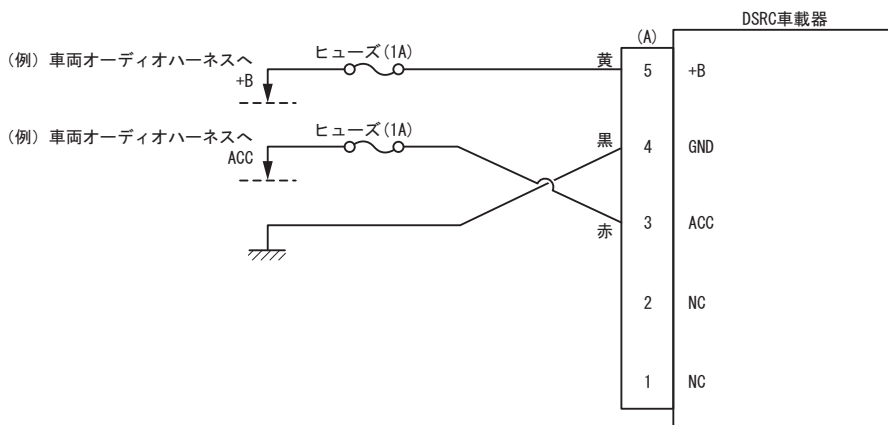 DSRC車載器
(A)
(例) 車両オーディオハーネスへ
+B
ヒューズ(1A)
黄
5
+B
(例) 車両オーディオハーネスへ
ACC
ヒューズ(1A)
黒
4
GND
赤
3
ACC
2
NC
1
NC